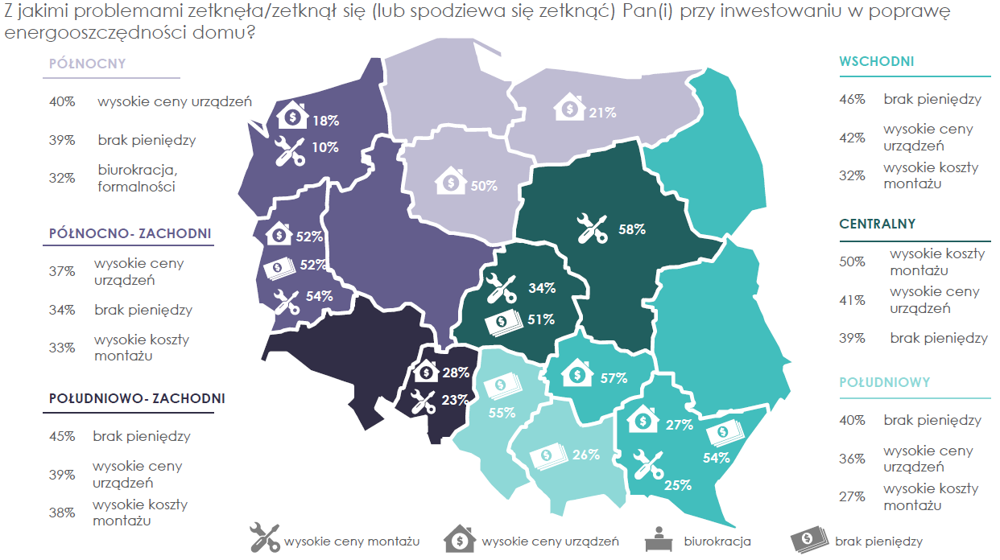 Z jakimi problemami zetknęła/zetknął się (lub spodziewa się zetknąć) Pan(i) przy inwestowaniu w poprawę
energooszczędności domu?
PÓŁNOCNY
40% wysokie ceny urządzeń
39% brak pieniędzy
32% biurokracja,
formalności
PÓŁNOCNO- ZACHODNI
37% wysokie ceny
urządzeń
34% brak pieniędzy
33% wysokie koszty
montażu
POŁUDNIOWO- ZACHODNI
45% brak pieniędzy
39% wysokie ceny
urządzeń
38% wysokie koszty
montażu
18%
10%
21%
50%
52%
52%
54%
58%
34%
51%
28%
23%
55%
57%
26%
27%
54%
25%
WSCHODNI
46% brak pieniędzy
42% wysokie ceny
urządzeń
32% wysokie koszty
montażu
CENTRALNY
50% wysokie koszty
montażu
41% wysokie ceny
urządzeń
39% brak pieniędzy
POŁUDNIOWY
40% brak pieniędzy
36% wysokie ceny
urządzeń
27% wysokie koszty
montażu
wysokie ceny montażu
wysokie ceny urządzeń
biurokracja
brak pieniędzy